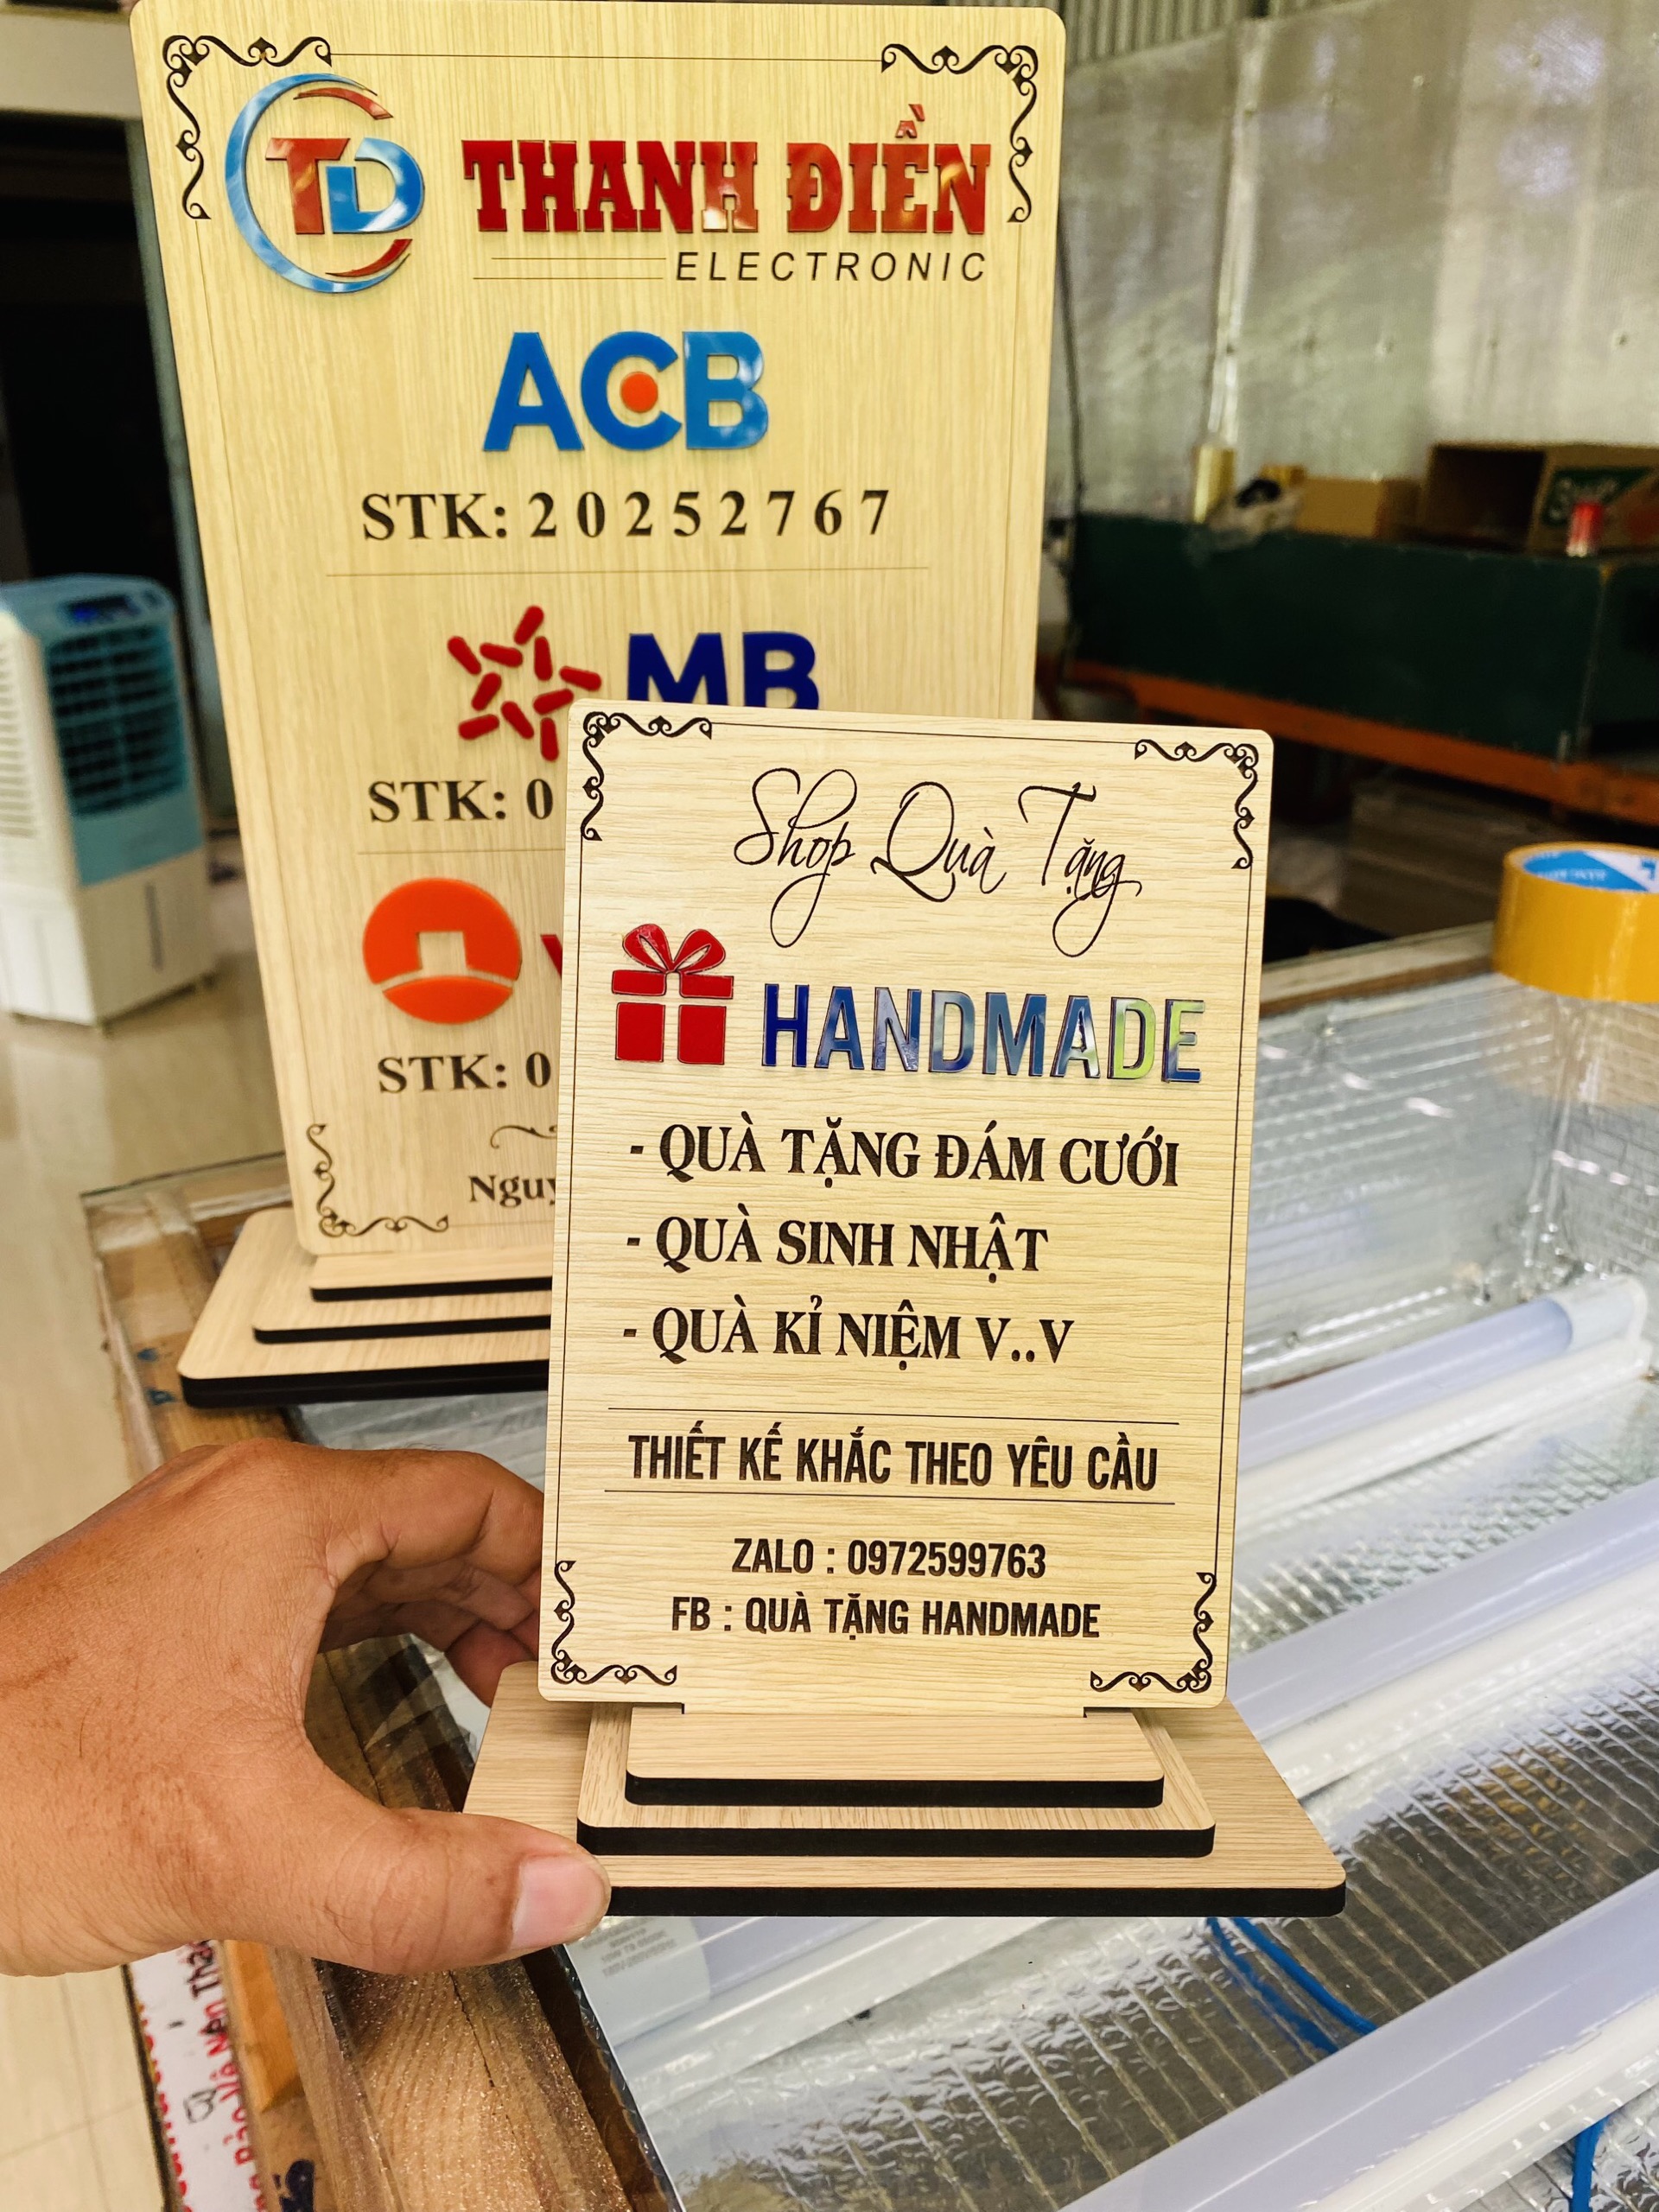 TD THANH ĐIỀN
ELECTRONIC
ACB
STK: 20252767
MB
STK: 0
STK: 0
Shop Quà Tặng
HANDMADE
- QUÀ TẶNG ĐÁM CƯỚI
- QUÀ SINH NHẬT
- QUÀ KỈ NIỆM V..V
THIẾT KẾ KHẮC THEO YÊU CẦU
ZALO : 0972599763
FB : QUÀ TẶNG HANDMADE